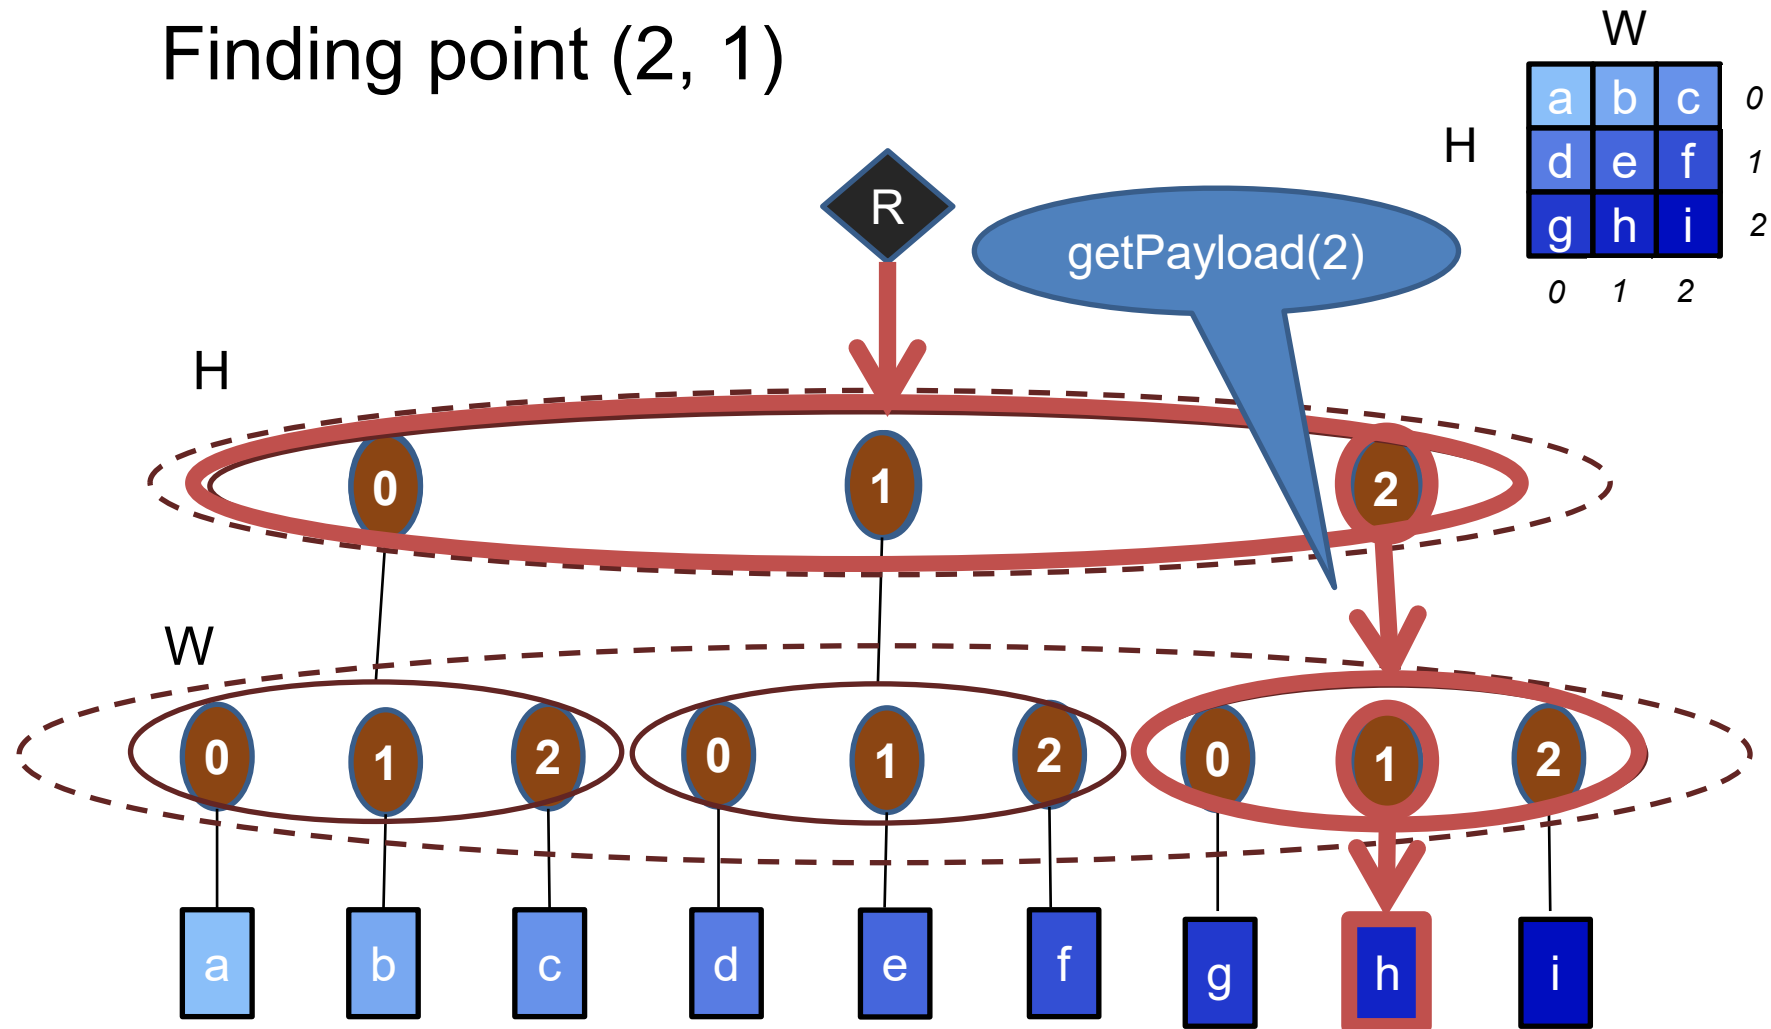 Finding point (2, 1)
W
a b c 0
H
d e f 1
g h i 2
0 1 2
R
getPayload(2)
H
0 1 2
W
0 1 2 0 1 2 0 1 2
a b c d e f g h i